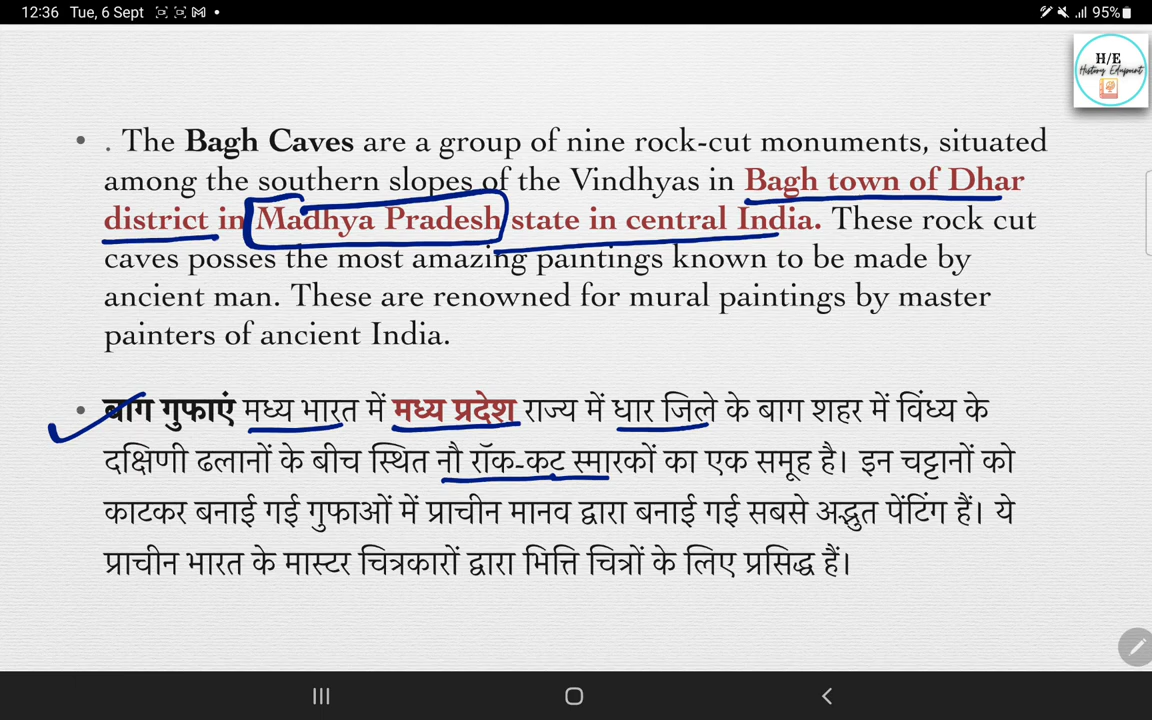 12:36 Tue, 6 Sept
95%
H/E
History Edupoint
. The Bagh Caves are a group of nine rock-cut monuments, situated
among the southern slopes of the Vindhyas in Bagh town of Dhar
district in Madhya Pradesh state in central India. These rock cut
caves posses the most amazing paintings known to be made by
ancient man. These are renowned for mural paintings by master
painters of ancient India.
बाग गुफाएं मध्य भारत में मध्य प्रदेश राज्य में धार जिले के बाग शहर में विंध्य के
दक्षिणी ढलानों के बीच स्थित नौ रॉक-कट स्मारकों का एक समूह है। इन चट्टानों को
काटकर बनाई गई गुफाओं में प्राचीन मानव द्वारा बनाई गई सबसे अद्भुत पेंटिंग हैं। ये
प्राचीन भारत के मास्टर चित्रकारों द्वारा भित्ति चित्रों के लिए प्रसिद्ध हैं।